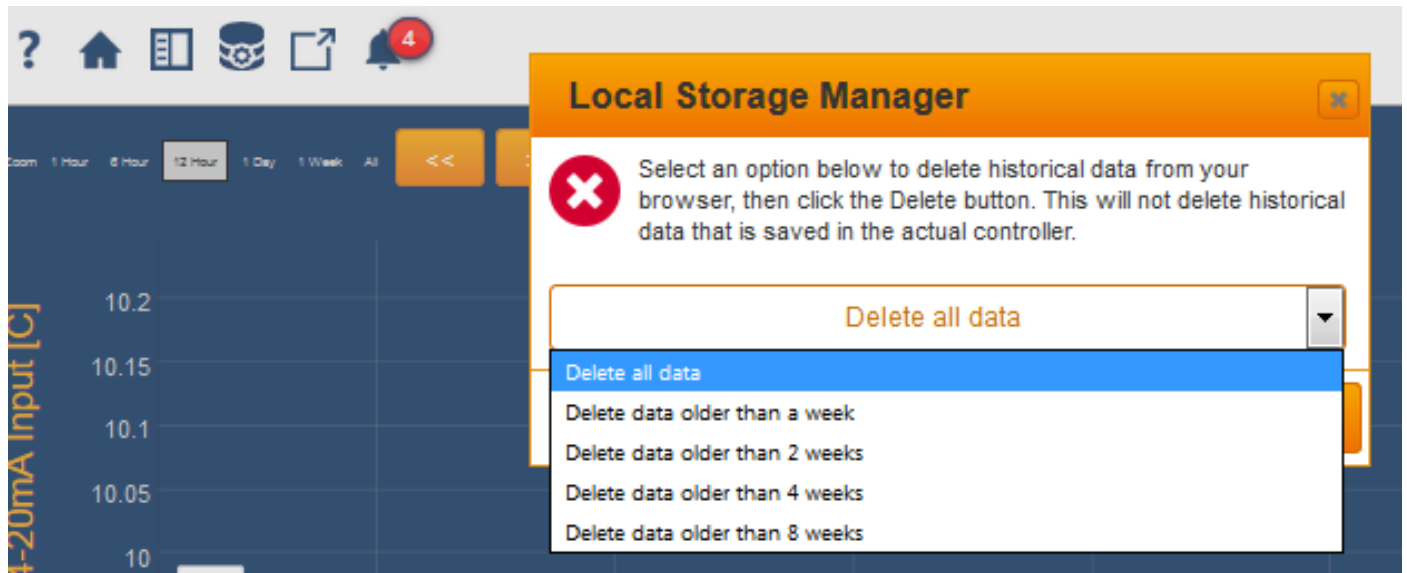 ?
4
Local Storage Manager
Zoom 1 Hour 6 Hour 12 Hour 1 Day 1 Week All <<
Select an option below to delete historical data from your
browser, then click the Delete button. This will not delete historical
data that is saved in the actual controller.
Delete all data
Delete all data
Delete data older than a week
Delete data older than 2 weeks
Delete data older than 4 weeks
Delete data older than 8 weeks
4-20mA Input [C]
10.2
10.15
10.1
10.05
10